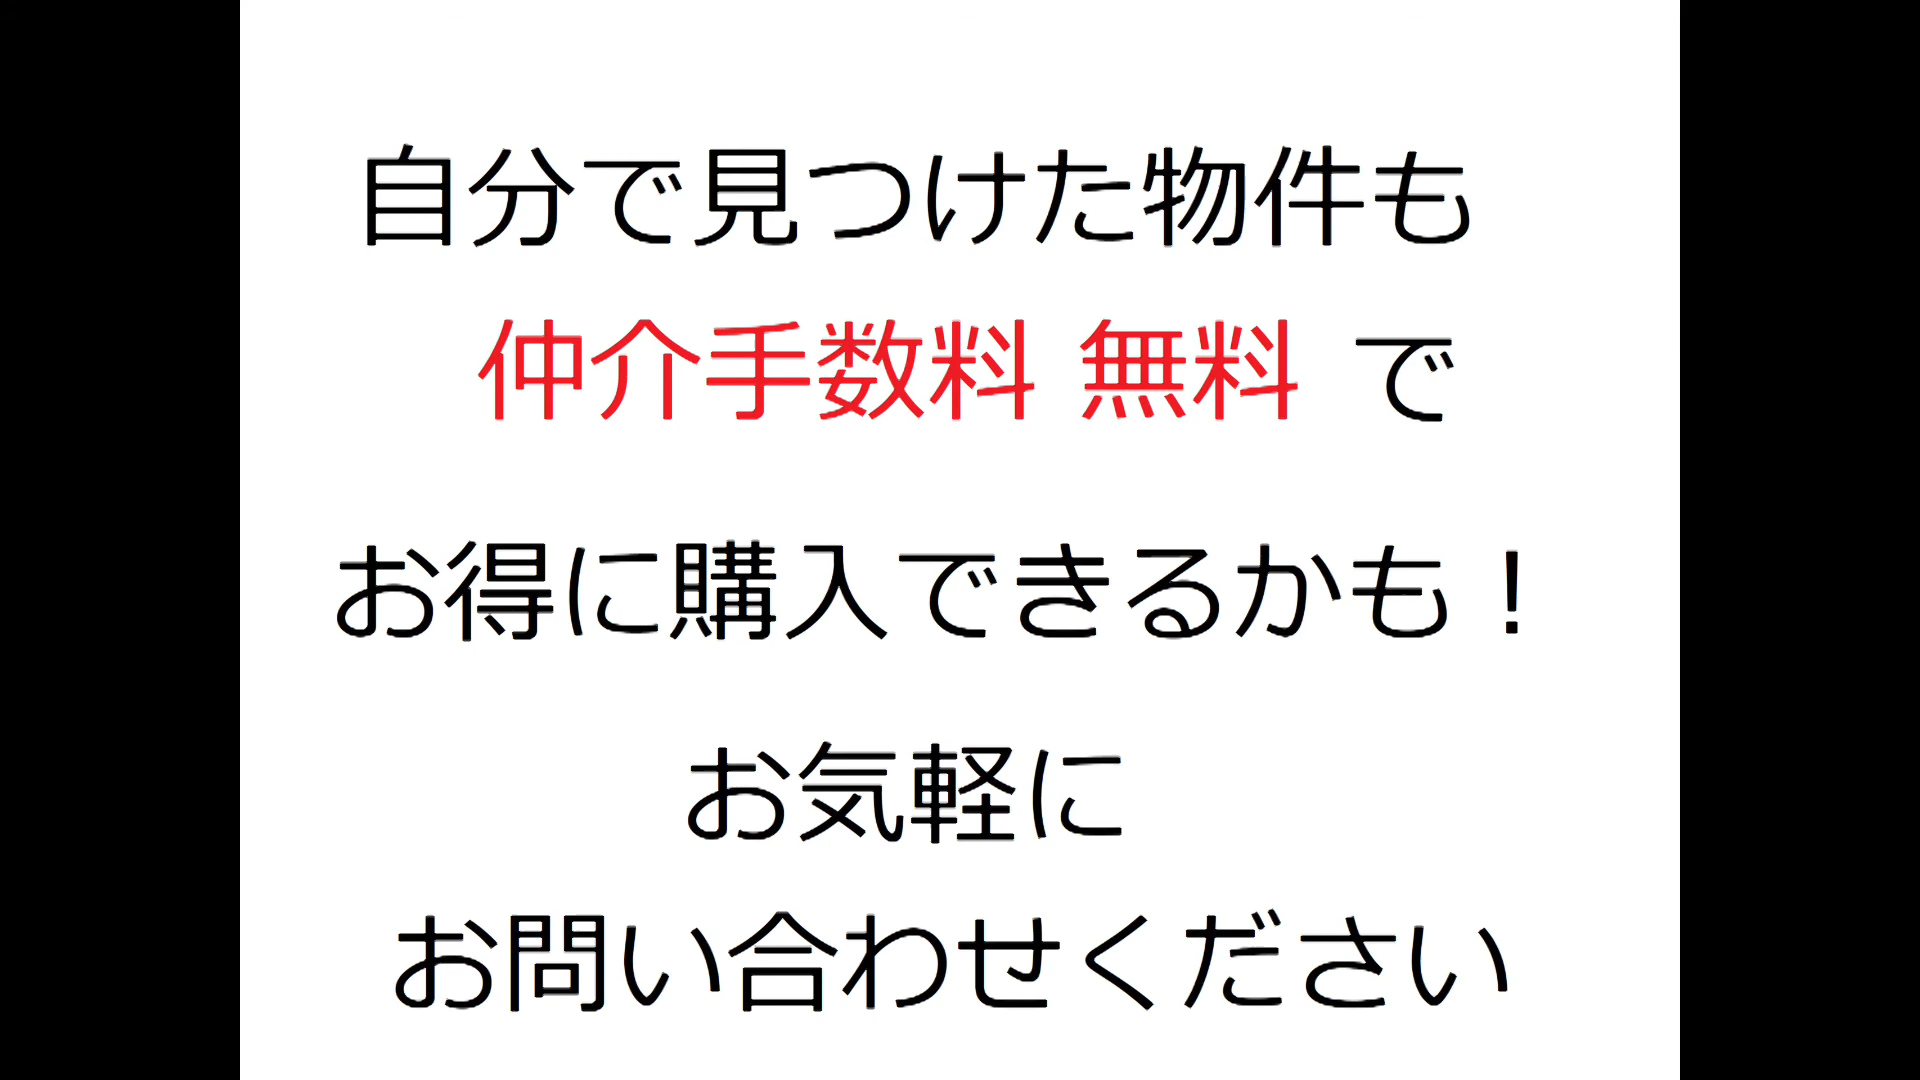 自分で見つけた物件も
仲介手数料 無料 で
お得に購入できるかも！
お気軽に
お問い合わせください